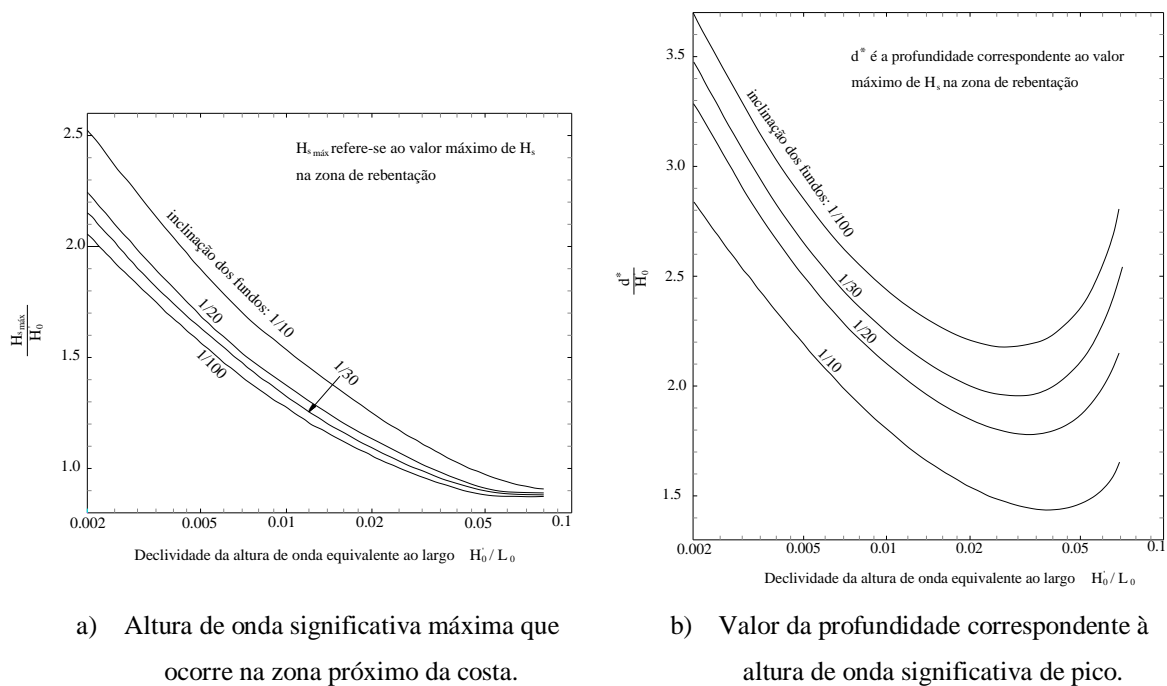 2.5
2.0
1.5
1.0
H_s máx
H'_0
H_s máx refere-se ao valor máximo de H_s
na zona de rebentação
inclinação dos fundos: 1/10
1/20
1/30
1/100
0.002
0.005
0.01
0.02
0.05
0.1
Declividade da altura de onda equivalente ao largo H'_0 / L_0
a) Altura de onda significativa máxima que
ocorre na zona próximo da costa.
3.5
3.0
2.5
2.0
1.5
d*
H'_0
d* é a profundidade correspondente ao valor
máximo de H_s na zona de rebentação
inclinação dos fundos: 1/100
1/30
1/20
1/10
0.002
0.005
0.01
0.02
0.05
0.1
Declividade da altura de onda equivalente ao largo H'_0 / L_0
b) Valor da profundidade correspondente à
altura de onda significativa de pico.